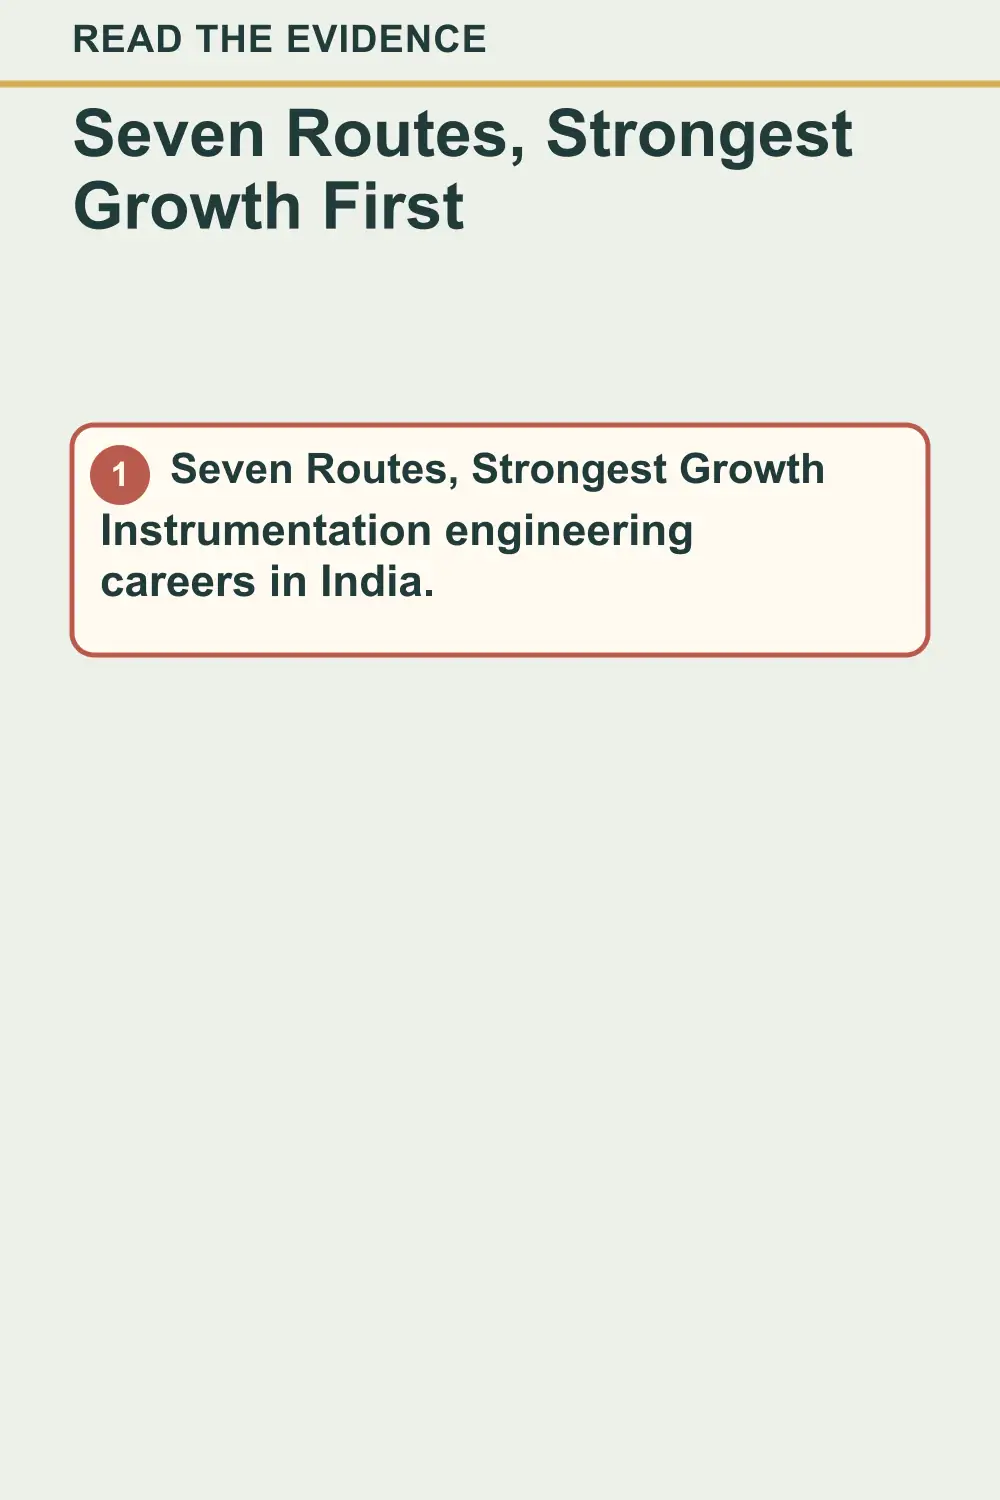 READ THE EVIDENCE
Seven Routes, Strongest
Growth First
1 Seven Routes, Strongest Growth
Instrumentation engineering
careers in India.